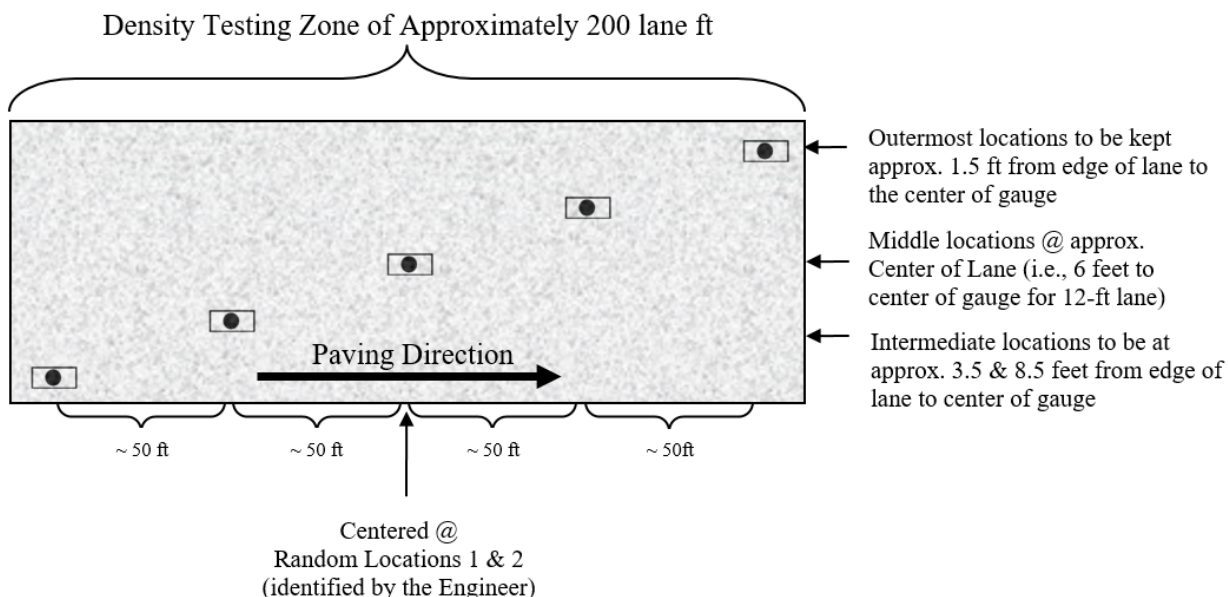 Density Testing Zone of Approximately 200 lane ft
Outermost locations to be kept
approx. 1.5 ft from edge of lane to
the center of gauge
Middle locations @ approx.
Center of Lane (i.e., 6 feet to
center of gauge for 12-ft lane)
Paving Direction
Intermediate locations to be at
approx. 3.5 & 8.5 feet from edge of
lane to center of gauge
~ 50 ft
~ 50 ft
~ 50 ft
~ 50ft
Centered @
Random Locations 1 & 2
(identified by the Engineer)